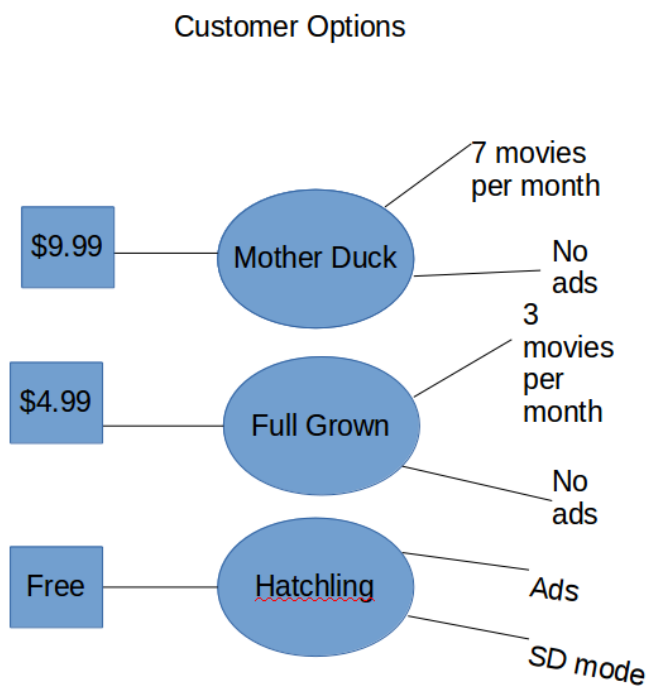 Customer Options
7 movies
per month
$9.99
Mother Duck
No
ads
3
movies
per
month
$4.99
Full Grown
No
ads
Free
Hatchling
Ads
SD mode